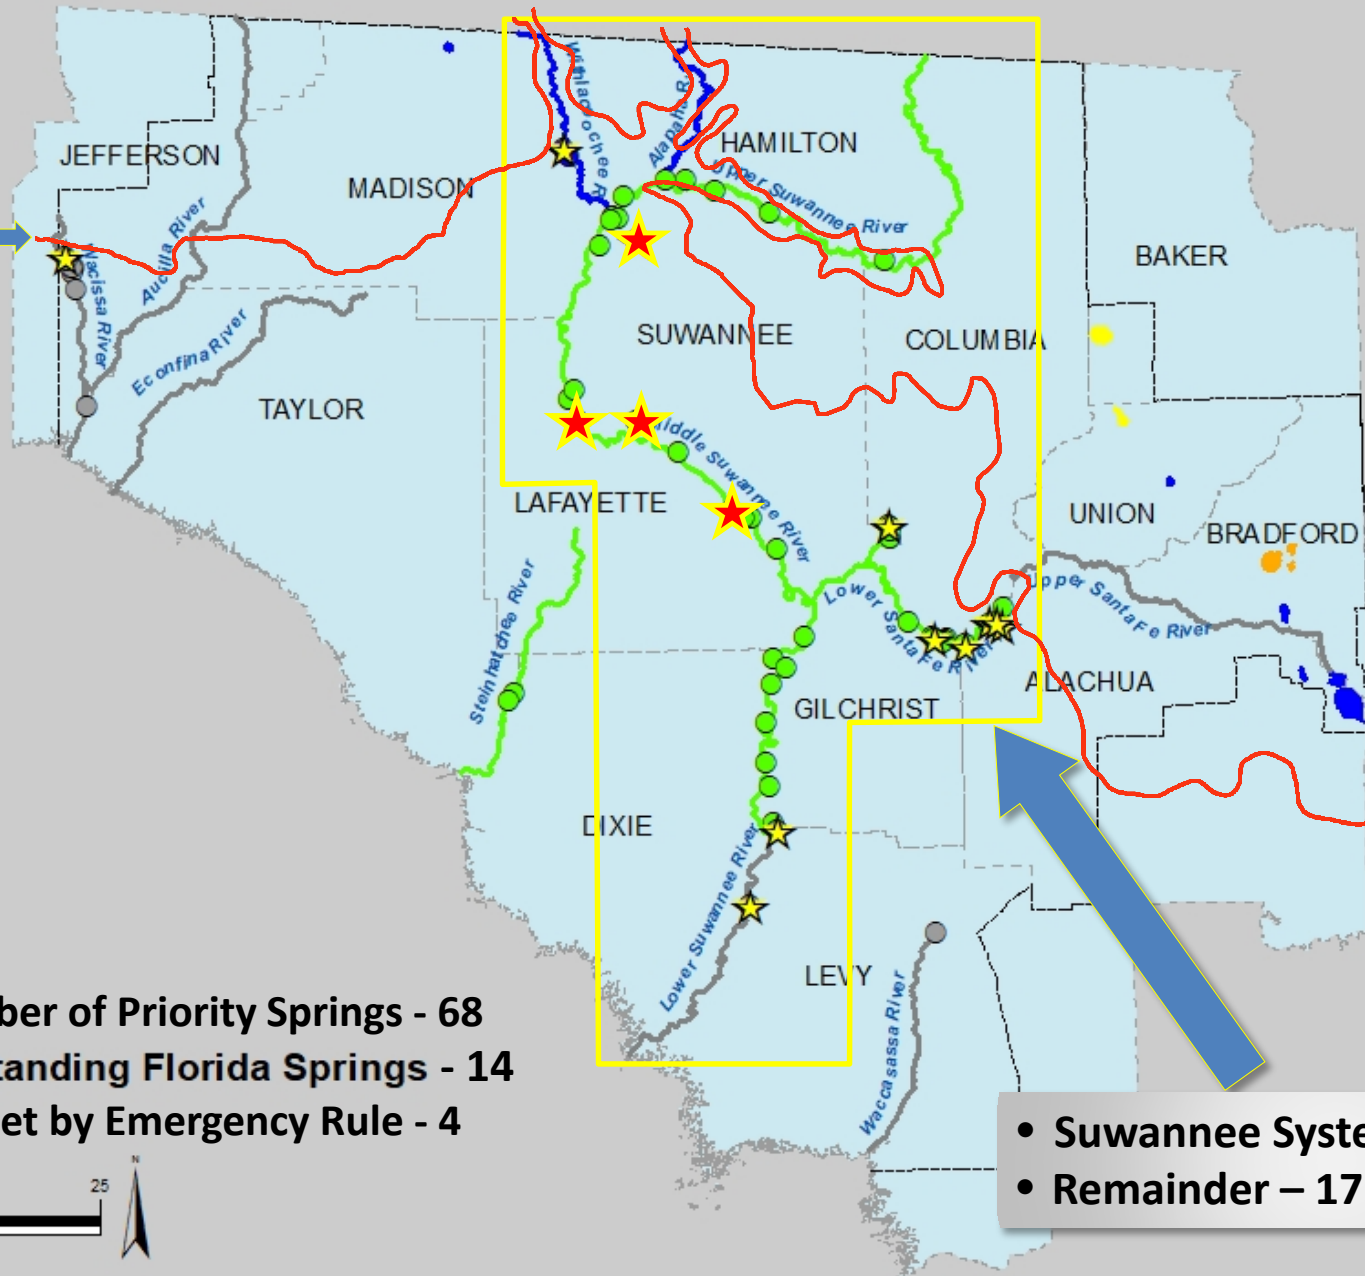 Withlacoochee R
Alapaha R.
HAMILTON
JEFFERSON
MADISON
Upper Suwannee River
Aucilla River
Wacissa River
BAKER
Econfina River
SUWANNEE
COLUMBIA
TAYLOR
Middle Suwannee River
LAFAYETTE
UNION
BRADFORD
Steinhatchee River
Lower Santa Fe River
Upper Santa Fe River
ALACHUA
GILCHRIST
DIXIE
Lower Suwannee River
LEVY
Waccasassa River
ber of Priority Springs - 68
tanding Florida Springs - 14
et by Emergency Rule - 4
N
25
• Suwannee Syste
• Remainder – 17